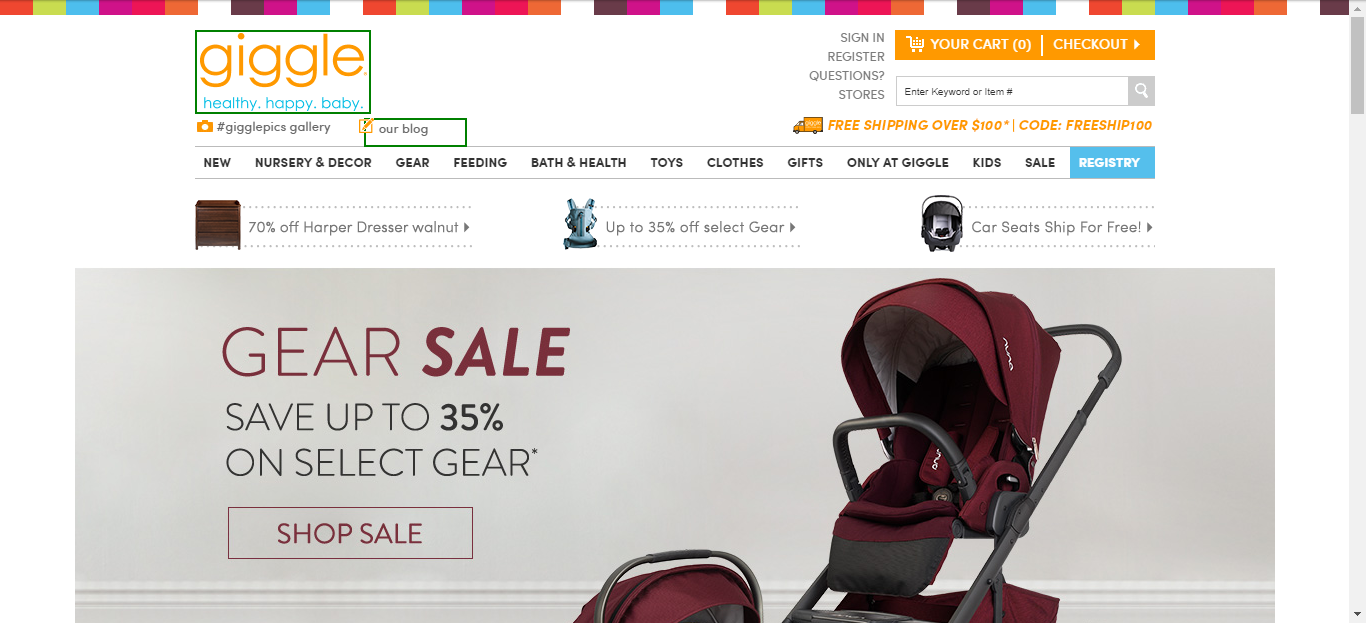 giggle.
healthy. happy. baby.
SIGN IN
REGISTER
QUESTIONS?
STORES
YOUR CART (0) CHECKOUT
Enter Keyword or Item #
#gigglepics gallery
our blog
FREE SHIPPING OVER $100* | CODE: FREESHIP100
NEW NURSERY & DECOR GEAR FEEDING BATH & HEALTH TOYS CLOTHES GIFTS ONLY AT GIGGLE KIDS SALE REGISTRY
70% off Harper Dresser walnut
Up to 35% off select Gear
Car Seats Ship For Free!
GEAR SALE
SAVE UP TO 35%
ON SELECT GEAR*
SHOP SALE
nuna
nuna